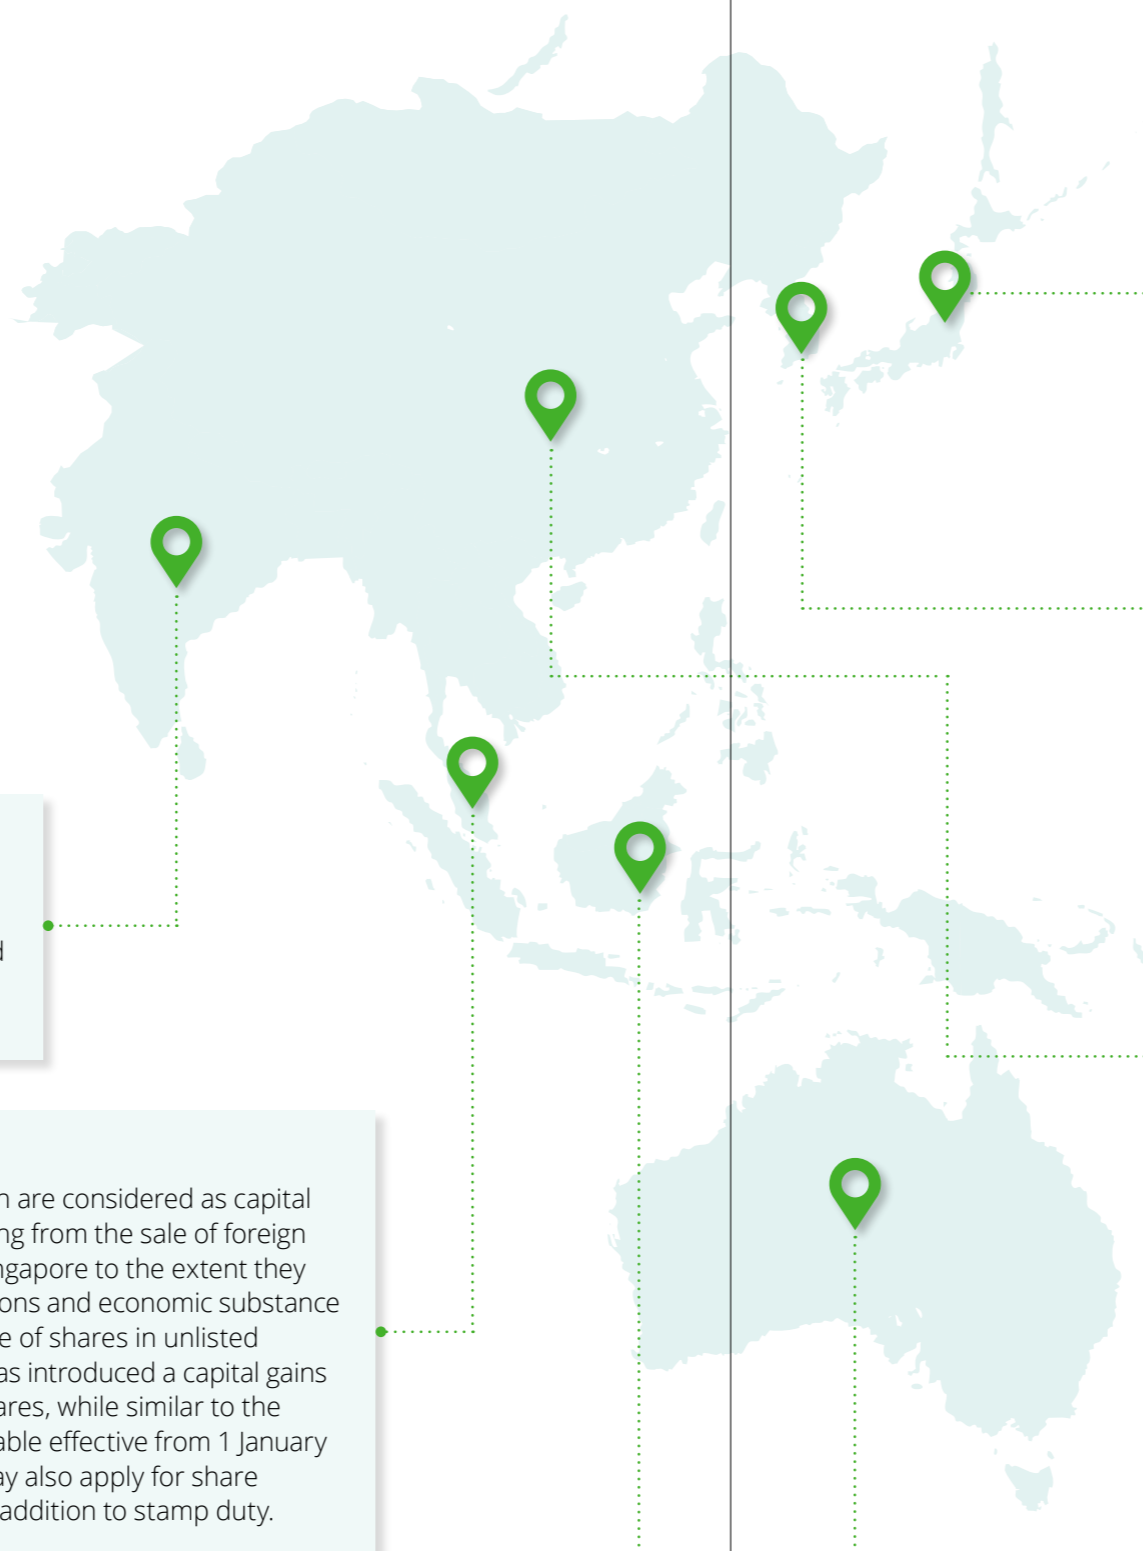 d
n are considered as capital
ng from the sale of foreign
ngapore to the extent they
ons and economic substance
e of shares in unlisted
as introduced a capital gains
ares, while similar to the
able effective from 1 January
ay also apply for share
addition to stamp duty.